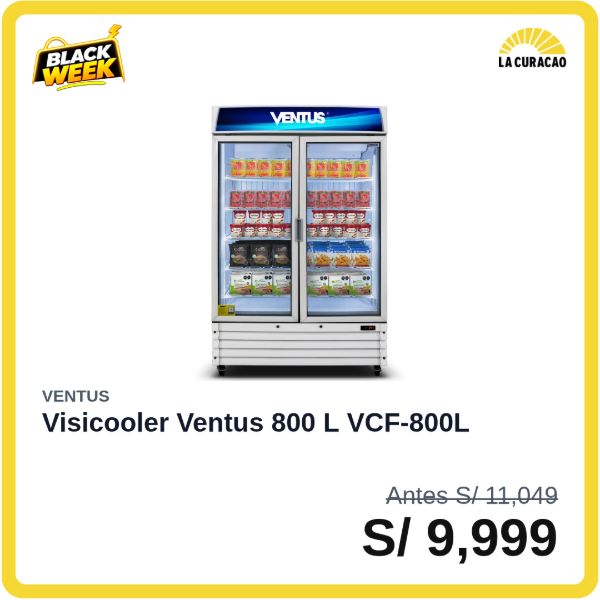 BLACK
WEEK
LA CURACAO
VENTUS
VENTUS
Visicooler Ventus 800 L VCF-800L
Antes S/ 11,049
S/ 9,999